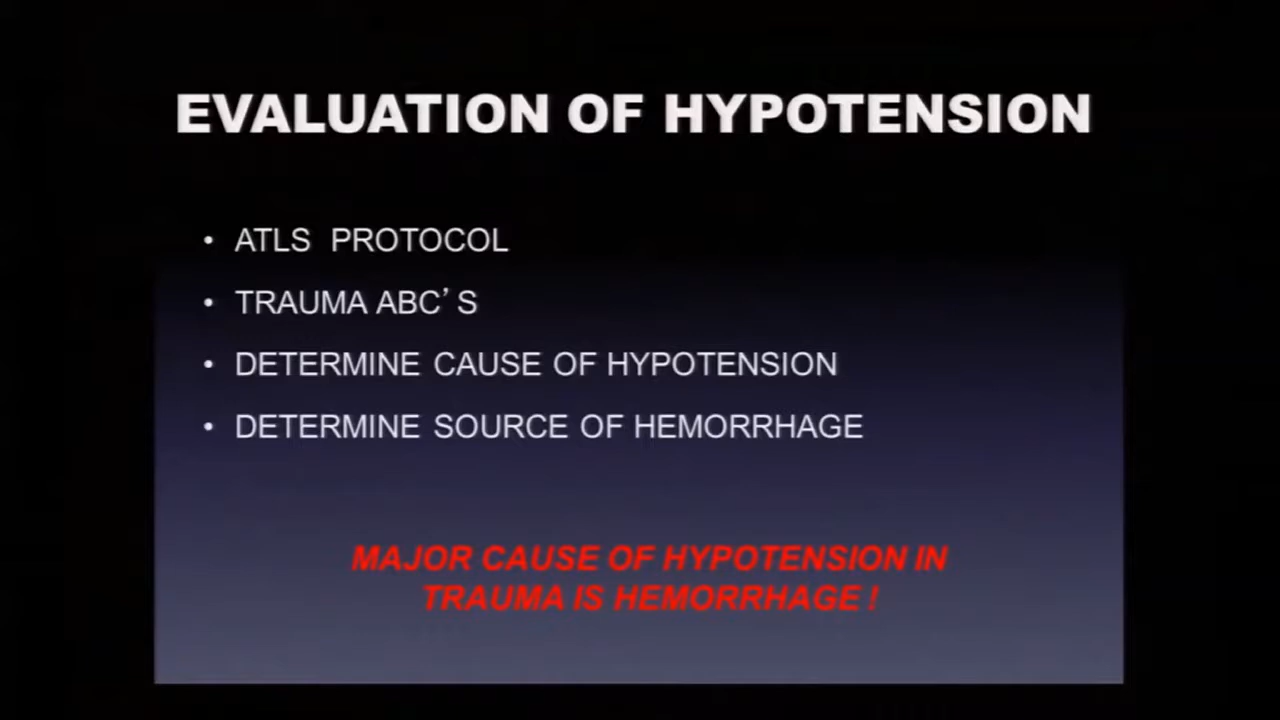 EVALUATION OF HYPOTENSION
• ATLS PROTOCOL
• TRAUMA ABC’S
• DETERMINE CAUSE OF HYPOTENSION
• DETERMINE SOURCE OF HEMORRHAGE
MAJOR CAUSE OF HYPOTENSION IN
TRAUMA IS HEMORRHAGE !